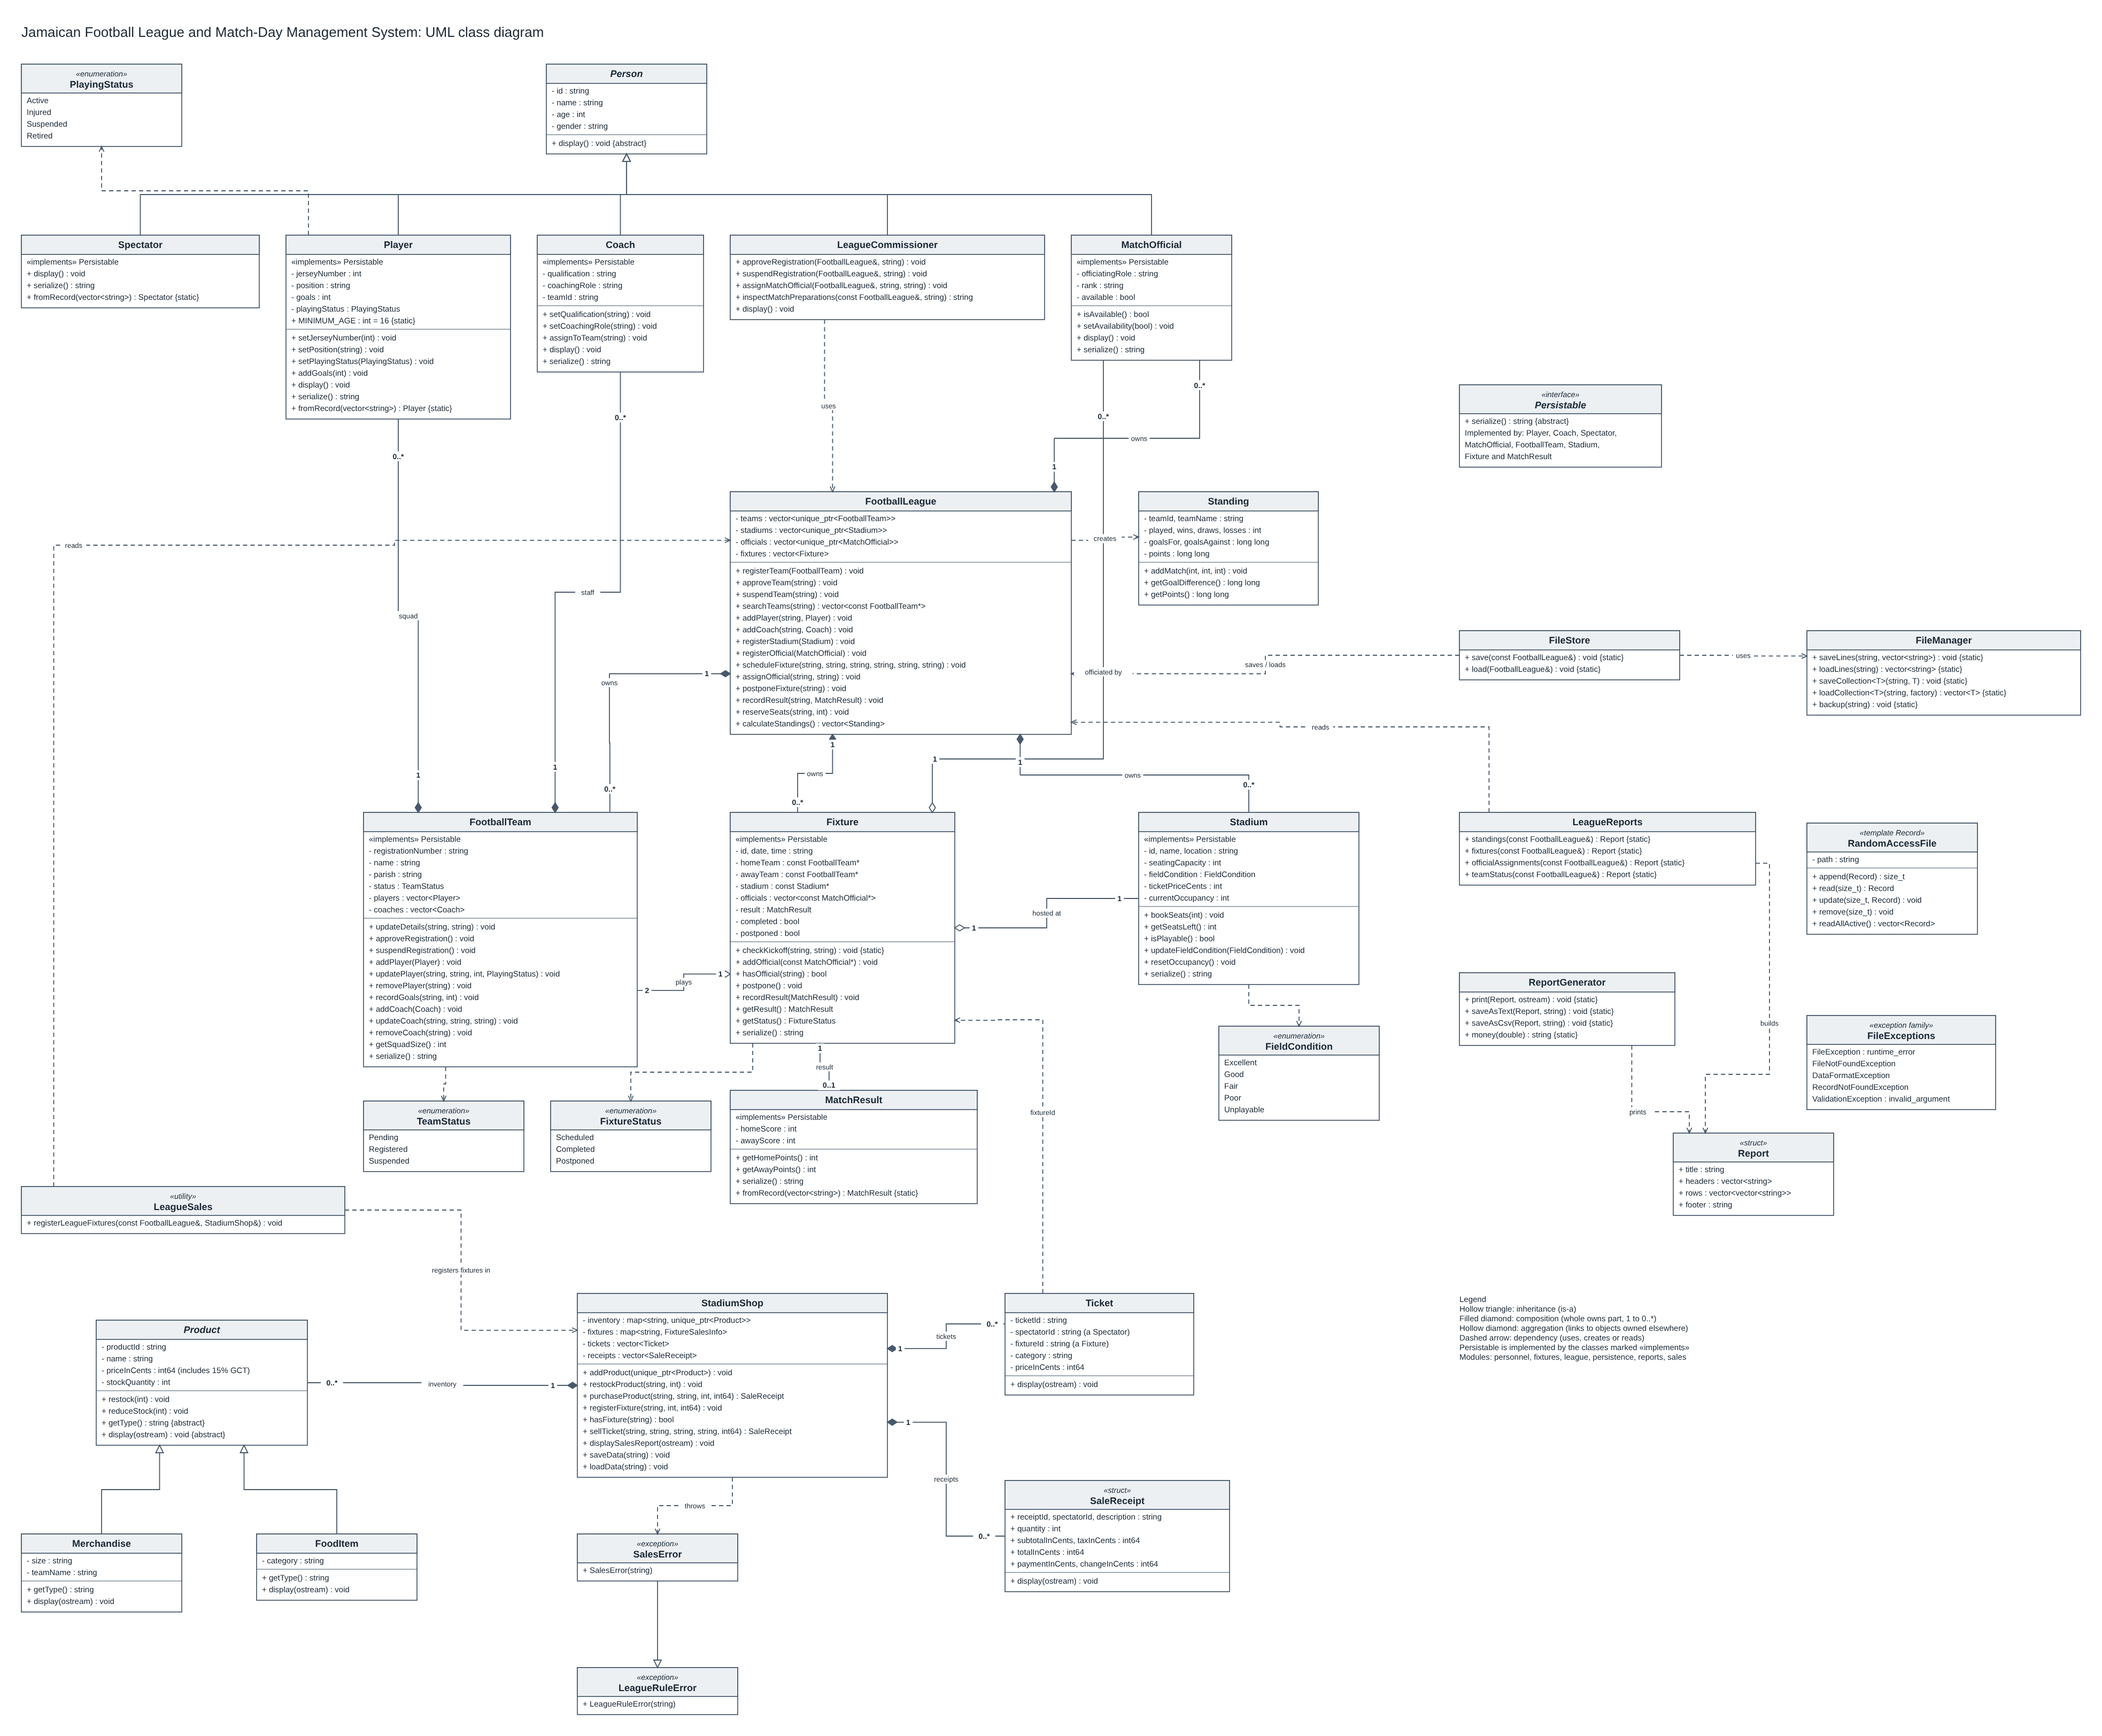 Jamaican Football League and Match-Day Management System: UML class diagram
«enumeration»
PlayingStatus
Active
Injured
Suspended
Retired
Person
- id : string
- name : string
- age : int
- gender : string
+ display() : void {abstract}
Spectator
«implements» Persistable
+ display() : void
+ serialize() : string
+ fromRecord(vector<string>) : Spectator {static}
Player
«implements» Persistable
- jerseyNumber : int
- position : string
- goals : int
- playingStatus : PlayingStatus
+ MINIMUM_AGE : int = 16 {static}
+ setJerseyNumber(int) : void
+ setPosition(string) : void
+ setPlayingStatus(PlayingStatus) : void
+ addGoals(int) : void
+ display() : void
+ serialize() : string
+ fromRecord(vector<string>) : Player {static}
Coach
«implements» Persistable
- qualification : string
- coachingRole : string
- teamId : string
+ setQualification(string) : void
+ setCoachingRole(string) : void
+ assignToTeam(string) : void
+ display() : void
+ serialize() : string
LeagueCommissioner
+ approveRegistration(FootballLeague&, string) : void
+ suspendRegistration(FootballLeague&, string) : void
+ assignMatchOfficial(FootballLeague&, string, string) : void
+ inspectMatchPreparations(const FootballLeague&, string) : string
+ display() : void
MatchOfficial
«implements» Persistable
- officiatingRole : string
- rank : string
- available : bool
+ isAvailable() : bool
+ setAvailability(bool) : void
+ display() : void
+ serialize() : string
«interface»
Persistable
+ serialize() : string {abstract}
Implemented by: Player, Coach, Spectator,
MatchOfficial, FootballTeam, Stadium,
Fixture and MatchResult
0..*
uses
0..*
0..*
0..*
owns
1
FootballLeague
- teams : vector<unique_ptr<FootballTeam>>
- stadiums : vector<unique_ptr<Stadium>>
- officials : vector<unique_ptr<MatchOfficial>>
- fixtures : vector<Fixture>
+ registerTeam(FootballTeam) : void
+ approveTeam(string) : void
+ suspendTeam(string) : void
+ searchTeams(string) : vector<const FootballTeam*>
+ addPlayer(string, Player) : void
+ addCoach(string, Coach) : void
+ registerStadium(Stadium) : void
+ registerOfficial(MatchOfficial) : void
+ scheduleFixture(string, string, string, string, string, string) : void
+ assignOfficial(string, string) : void
+ postponeFixture(string) : void
+ recordResult(string, MatchResult) : void
+ reserveSeats(string, int) : void
+ calculateStandings() : vector<Standing>
creates
Standing
- teamId, teamName : string
- played, wins, draws, losses : int
- goalsFor, goalsAgainst : long long
- points : long long
+ addMatch(int, int, int) : void
+ getGoalDifference() : long long
+ getPoints() : long long
reads
staff
squad
FileStore
+ save(const FootballLeague&) : void {static}
+ load(FootballLeague&) : void {static}
uses
FileManager
+ saveLines(string, vector<string>) : void {static}
+ loadLines(string) : vector<string> {static}
+ saveCollection<T>(string, T) : void {static}
+ loadCollection<T>(string, factory) : vector<T> {static}
+ backup(string) : void {static}
owns
1
officiated by
saves / loads
reads
1
1
1
1
1
owns
owns
0..*
0..*
0..*
FootballTeam
«implements» Persistable
- registrationNumber : string
- name : string
- parish : string
- status : TeamStatus
- players : vector<Player>
- coaches : vector<Coach>
+ updateDetails(string, string) : void
+ approveRegistration() : void
+ suspendRegistration() : void
+ addPlayer(Player) : void
+ updatePlayer(string, string, int, PlayingStatus) : void
+ removePlayer(string) : void
+ recordGoals(string, int) : void
+ addCoach(Coach) : void
+ updateCoach(string, string, string) : void
+ removeCoach(string) : void
+ getSquadSize() : int
+ serialize() : string
2
plays
1
Fixture
«implements» Persistable
- id, date, time : string
- homeTeam : const FootballTeam*
- awayTeam : const FootballTeam*
- stadium : const Stadium*
- officials : vector<const MatchOfficial*>
- result : MatchResult
- completed : bool
- postponed : bool
+ checkKickoff(string, string) : void {static}
+ addOfficial(const MatchOfficial*) : void
+ hasOfficial(string) : bool
+ postpone() : void
+ recordResult(MatchResult) : void
+ getResult() : MatchResult
+ getStatus() : FixtureStatus
+ serialize() : string
1
hosted at
1
Stadium
«implements» Persistable
- id, name, location : string
- seatingCapacity : int
- fieldCondition : FieldCondition
- ticketPriceCents : int
- currentOccupancy : int
+ bookSeats(int) : void
+ getSeatsLeft() : int
+ isPlayable() : bool
+ updateFieldCondition(FieldCondition) : void
+ resetOccupancy() : void
+ serialize() : string
LeagueReports
+ standings(const FootballLeague&) : Report {static}
+ fixtures(const FootballLeague&) : Report {static}
+ officialAssignments(const FootballLeague&) : Report {static}
+ teamStatus(const FootballLeague&) : Report {static}
«template Record»
RandomAccessFile
- path : string
+ append(Record) : size_t
+ read(size_t) : Record
+ update(size_t, Record) : void
+ remove(size_t) : void
+ readAllActive() : vector<Record>
ReportGenerator
+ print(Report, ostream) : void {static}
+ saveAsText(Report, string) : void {static}
+ saveAsCsv(Report, string) : void {static}
+ money(double) : string {static}
builds
«exception family»
FileExceptions
FileException : runtime_error
FileNotFoundException
DataFormatException
RecordNotFoundException
ValidationException : invalid_argument
«enumeration»
FieldCondition
Excellent
Good
Fair
Poor
Unplayable
1
result
0..1
«enumeration»
TeamStatus
Pending
Registered
Suspended
«enumeration»
FixtureStatus
Scheduled
Completed
Postponed
MatchResult
«implements» Persistable
- homeScore : int
- awayScore : int
+ getHomePoints() : int
+ getAwayPoints() : int
+ serialize() : string
+ fromRecord(vector<string>) : MatchResult {static}
fixtureId
prints
«struct»
Report
+ title : string
+ headers : vector<string>
+ rows : vector<vector<string>>
+ footer : string
«utility»
LeagueSales
+ registerLeagueFixtures(const FootballLeague&, StadiumShop&) : void
registers fixtures in
Product
- productId : string
- name : string
- priceInCents : int64 (includes 15% GCT)
- stockQuantity : int
+ restock(int) : void
+ reduceStock(int) : void
+ getType() : string {abstract}
+ display(ostream) : void {abstract}
0..*
inventory
1
StadiumShop
- inventory : map<string, unique_ptr<Product>>
- fixtures : map<string, FixtureSalesInfo>
- tickets : vector<Ticket>
- receipts : vector<SaleReceipt>
+ addProduct(unique_ptr<Product>) : void
+ restockProduct(string, int) : void
+ purchaseProduct(string, string, int, int64) : SaleReceipt
+ registerFixture(string, int, int64) : void
+ hasFixture(string) : bool
+ sellTicket(string, string, string, string, int64) : SaleReceipt
+ displaySalesReport(ostream) : void
+ saveData(string) : void
+ loadData(string) : void
1
tickets
0..*
Ticket
- ticketId : string
- spectatorId : string (a Spectator)
- fixtureId : string (a Fixture)
- category : string
- priceInCents : int64
+ display(ostream) : void
Legend
Hollow triangle: inheritance (is-a)
Filled diamond: composition (whole owns part, 1 to 0..*)
Hollow diamond: aggregation (links to objects owned elsewhere)
Dashed arrow: dependency (uses, creates or reads)
Persistable is implemented by the classes marked «implements»
Modules: personnel, fixtures, league, persistence, reports, sales
1
receipts
0..*
«struct»
SaleReceipt
+ receiptId, spectatorId, description : string
+ quantity : int
+ subtotalInCents, taxInCents : int64
+ totalInCents : int64
+ paymentInCents, changeInCents : int64
+ display(ostream) : void
throws
Merchandise
- size : string
- teamName : string
+ getType() : string
+ display(ostream) : void
FoodItem
- category : string
+ getType() : string
+ display(ostream) : void
«exception»
SalesError
+ SalesError(string)
«exception»
LeagueRuleError
+ LeagueRuleError(string)